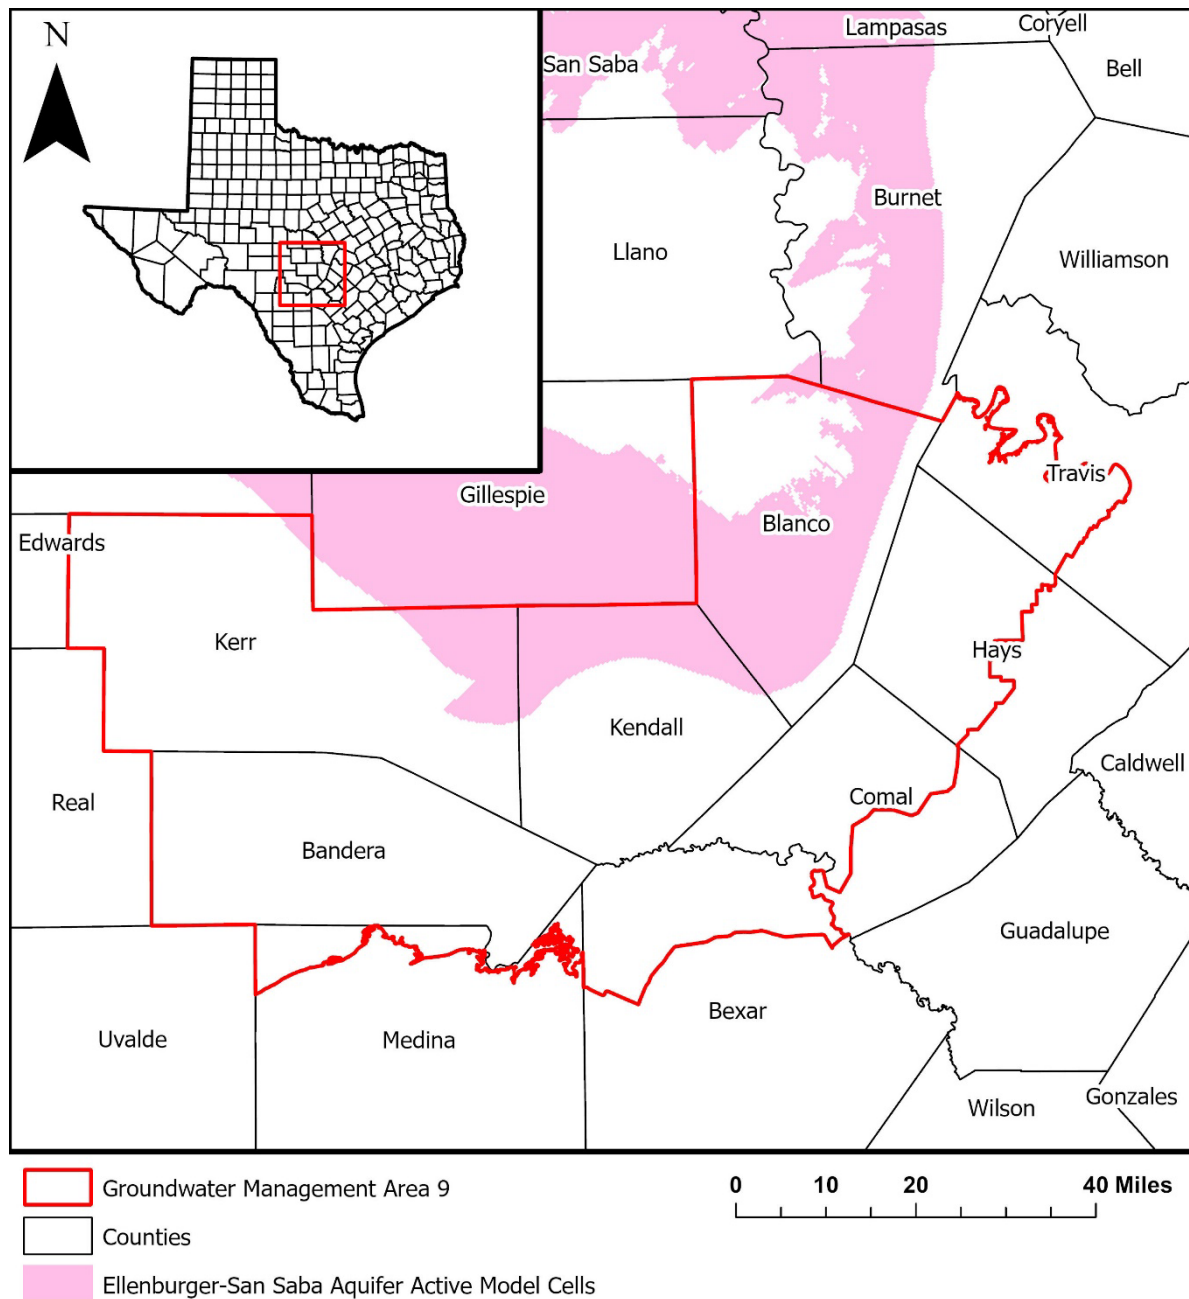 N
Lampasas
Coryell
San Saba
Bell
Burnet
Llano
Williamson
Travis
Gillespie
Blanco
Edwards
Kerr
Hays
Kendall
Caldwell
Real
Comal
Bandera
Guadalupe
Uvalde
Medina
Bexar
Wilson
Gonzales
Groundwater Management Area 9
0 10 20 40 Miles
Counties
Ellenburger-San Saba Aquifer Active Model Cells